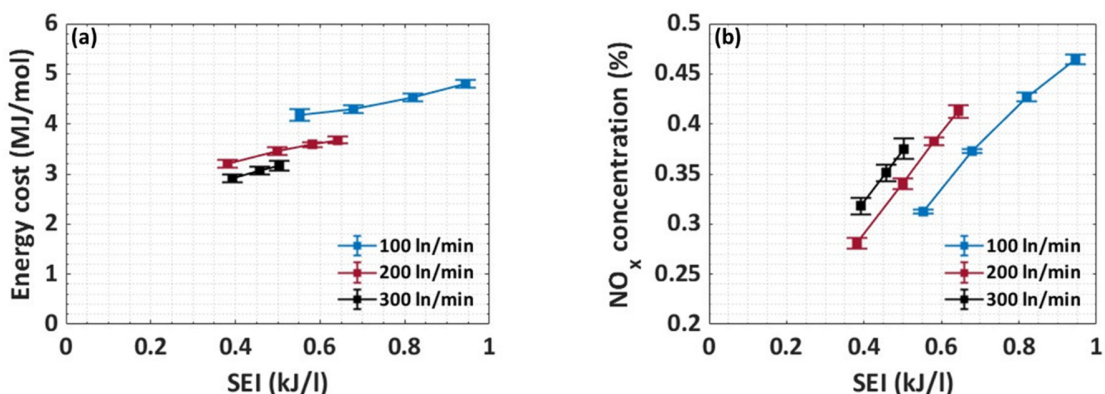 (a)
Energy cost (MJ/mol)
6
5
4
3
2
1
0
100 ln/min
200 ln/min
300 ln/min
0 0.2 0.4 0.6 0.8 1
SEI (kJ/l)
(b)
NOx concentration (%)
0.5
0.45
0.4
0.35
0.3
0.25
0.2
100 ln/min
200 ln/min
300 ln/min
0 0.2 0.4 0.6 0.8 1
SEI (kJ/l)